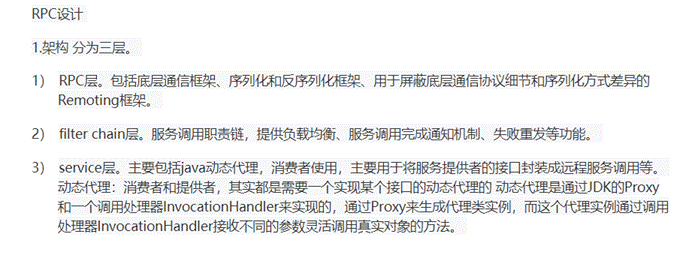 RPC设计
1.架构 分为三层。
1) RPC层。包括底层通信框架、序列化和反序列化框架、用于屏蔽底层通信协议细节和序列化方式差异的
Remoting框架。
2) filter chain层。服务调用职责链，提供负载均衡、服务调用完成通知机制、失败重发等功能。
3) service层。主要包括java动态代理，消费者使用，主要用于将服务提供者的接口封装成远程服务调用等。
动态代理：消费者和提供者，其实都是需要一个实现某个接口的动态代理的 动态代理是通过JDK的Proxy
和一个调用处理器InvocationHandler来实现的，通过Proxy来生成代理类实例，而这个代理实例通过调用
处理器InvocationHandler接收不同的参数灵活调用真实对象的方法。